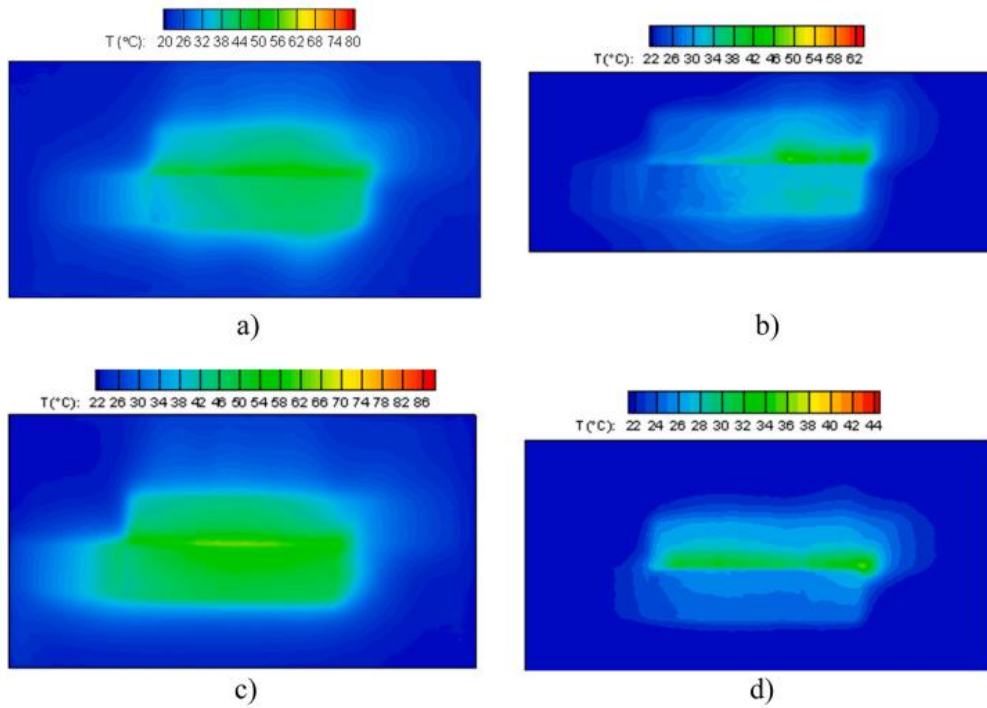 T (°C): 20 26 32 38 44 50 56 62 68 74 80
T(°C): 22 26 30 34 38 42 46 50 54 58 62
a)
b)
T(°C): 22 26 30 34 38 42 46 50 54 58 62 66 70 74 78 82 86
T(°C): 22 24 26 28 30 32 34 36 38 40 42 44
c)
d)